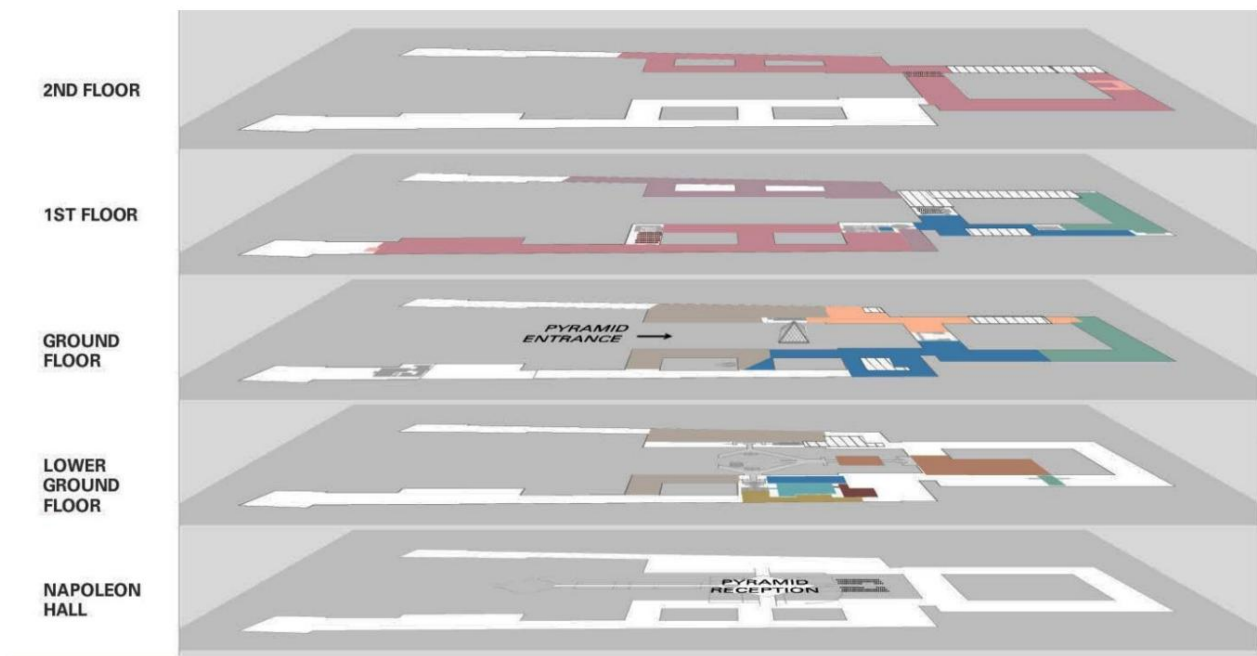 2ND FLOOR
1ST FLOOR
GROUND
FLOOR
PYRAMID
ENTRANCE
LOWER
GROUND
FLOOR
NAPOLEON
HALL
PYRAMID
RECEPTION